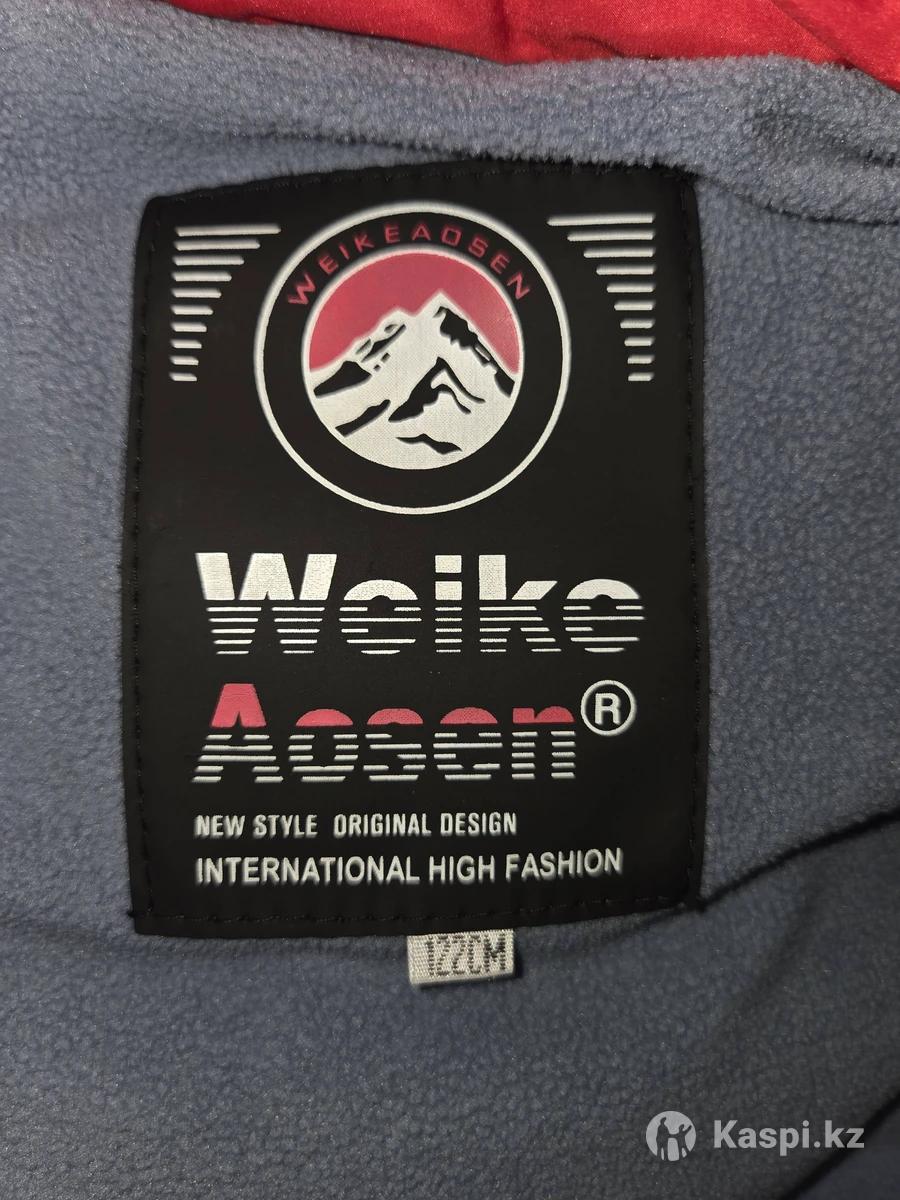 WEIKEAOSEN
Weike
Aosen®
NEW STYLE ORIGINAL DESIGN
INTERNATIONAL HIGH FASHION
122CM
Kaspi.kz